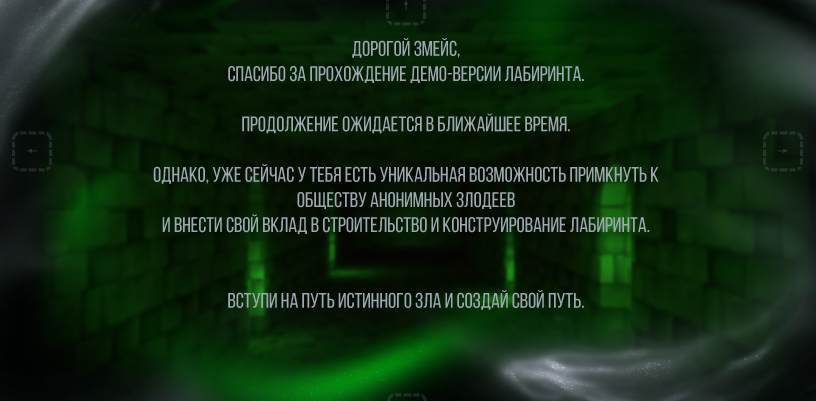 ДОРОГОЙ ЗМЕЙС,
СПАСИБО ЗА ПРОХОЖДЕНИЕ ДЕМО-ВЕРСИИ ЛАБИРИНТА.
ПРОДОЛЖЕНИЕ ОЖИДАЕТСЯ В БЛИЖАЙШЕЕ ВРЕМЯ.
ОДНАКО, УЖЕ СЕЙЧАС У ТЕБЯ ЕСТЬ УНИКАЛЬНАЯ ВОЗМОЖНОСТЬ ПРИМКНУТЬ К
ОБЩЕСТВУ АНОНИМНЫХ ЗЛОДЕЕВ
И ВНЕСТИ СВОЙ ВКЛАД В СТРОИТЕЛЬСТВО И КОНСТРУИРОВАНИЕ ЛАБИРИНТА.
ВСТУПИ НА ПУТЬ ИСТИННОГО ЗЛА И СОЗДАЙ СВОЙ ПУТЬ.